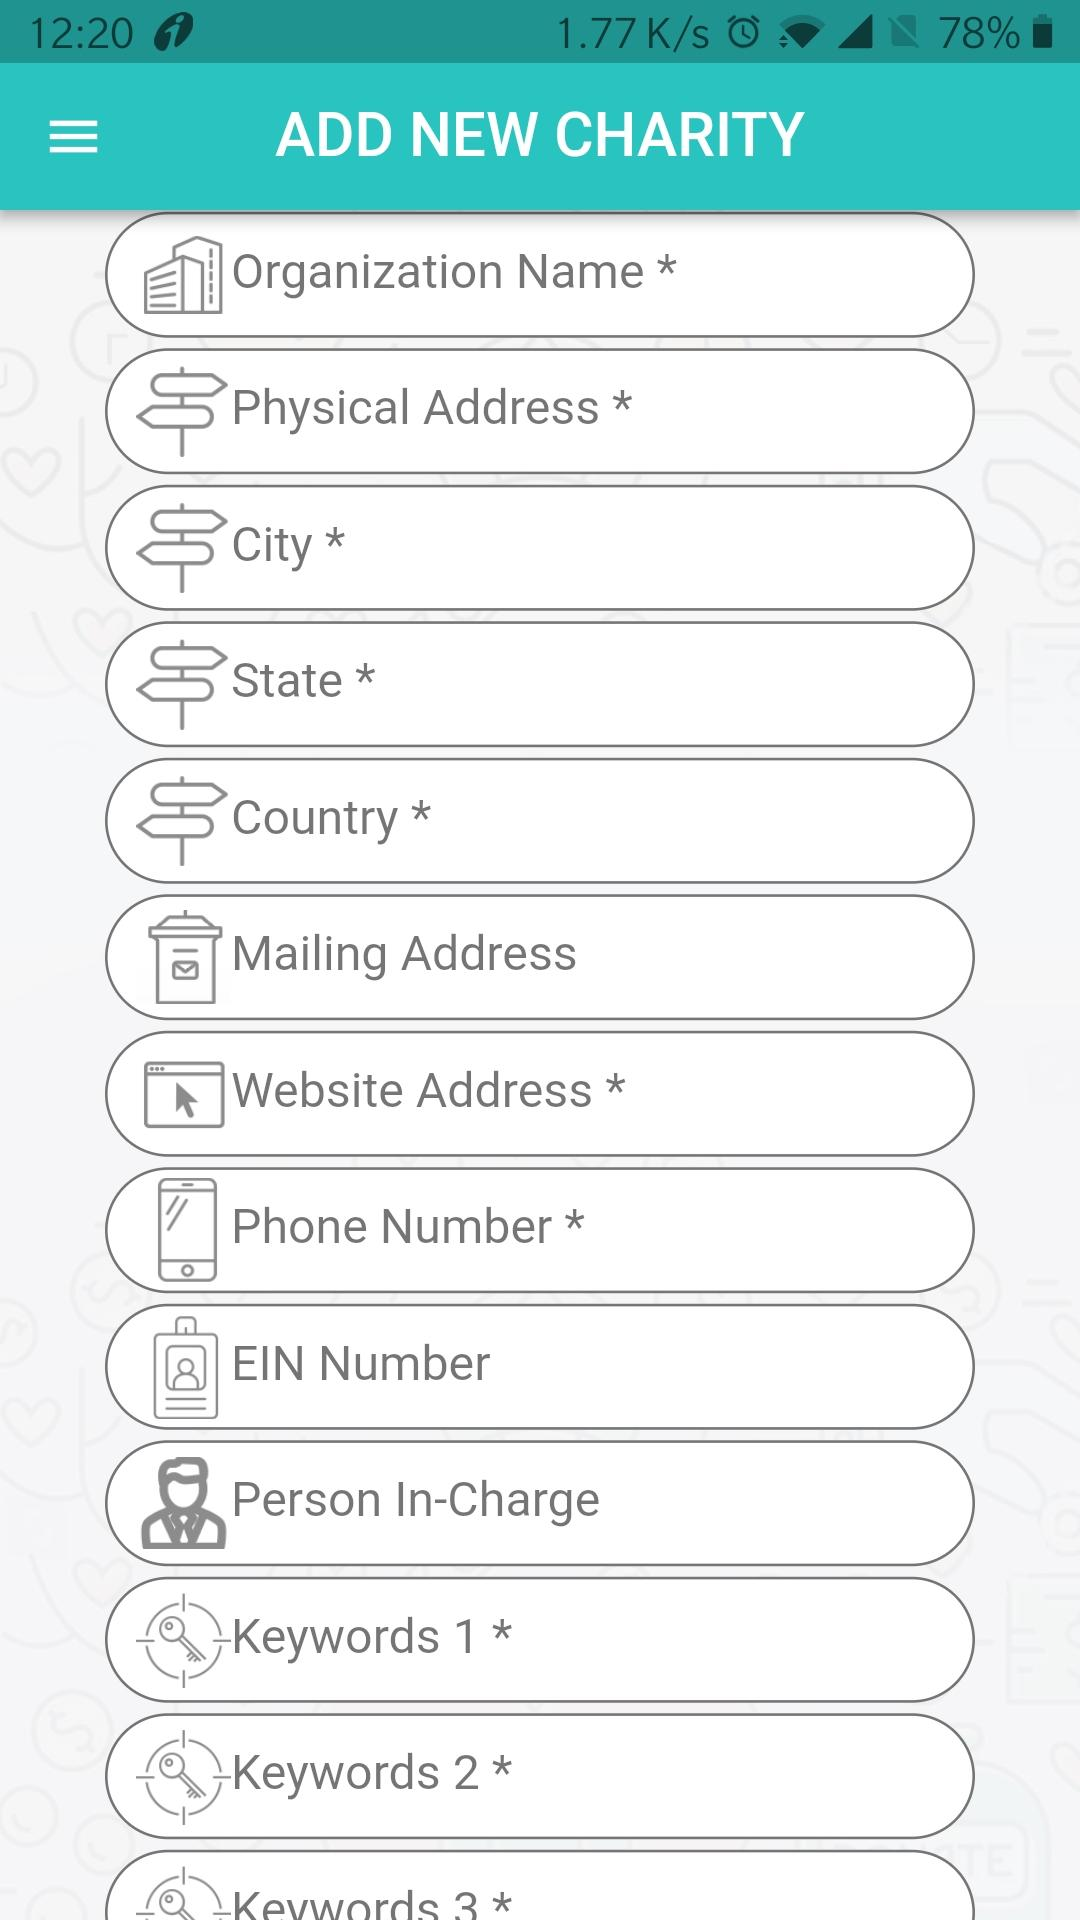 12:20 1.77 K/s 78%
ADD NEW CHARITY
Organization Name *
Physical Address *
City *
State *
Country *
Mailing Address
Website Address *
Phone Number *
EIN Number
Person In-Charge
Keywords 1 *
Keywords 2 *
Keywords 3 *